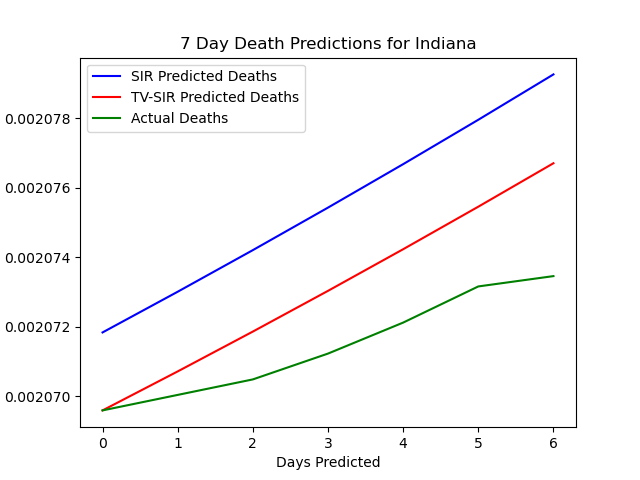 7 Day Death Predictions for Indiana
SIR Predicted Deaths
TV-SIR Predicted Deaths
Actual Deaths
0.002078
0.002076
0.002074
0.002072
0.002070
0 1 2 3 4 5 6
Days Predicted